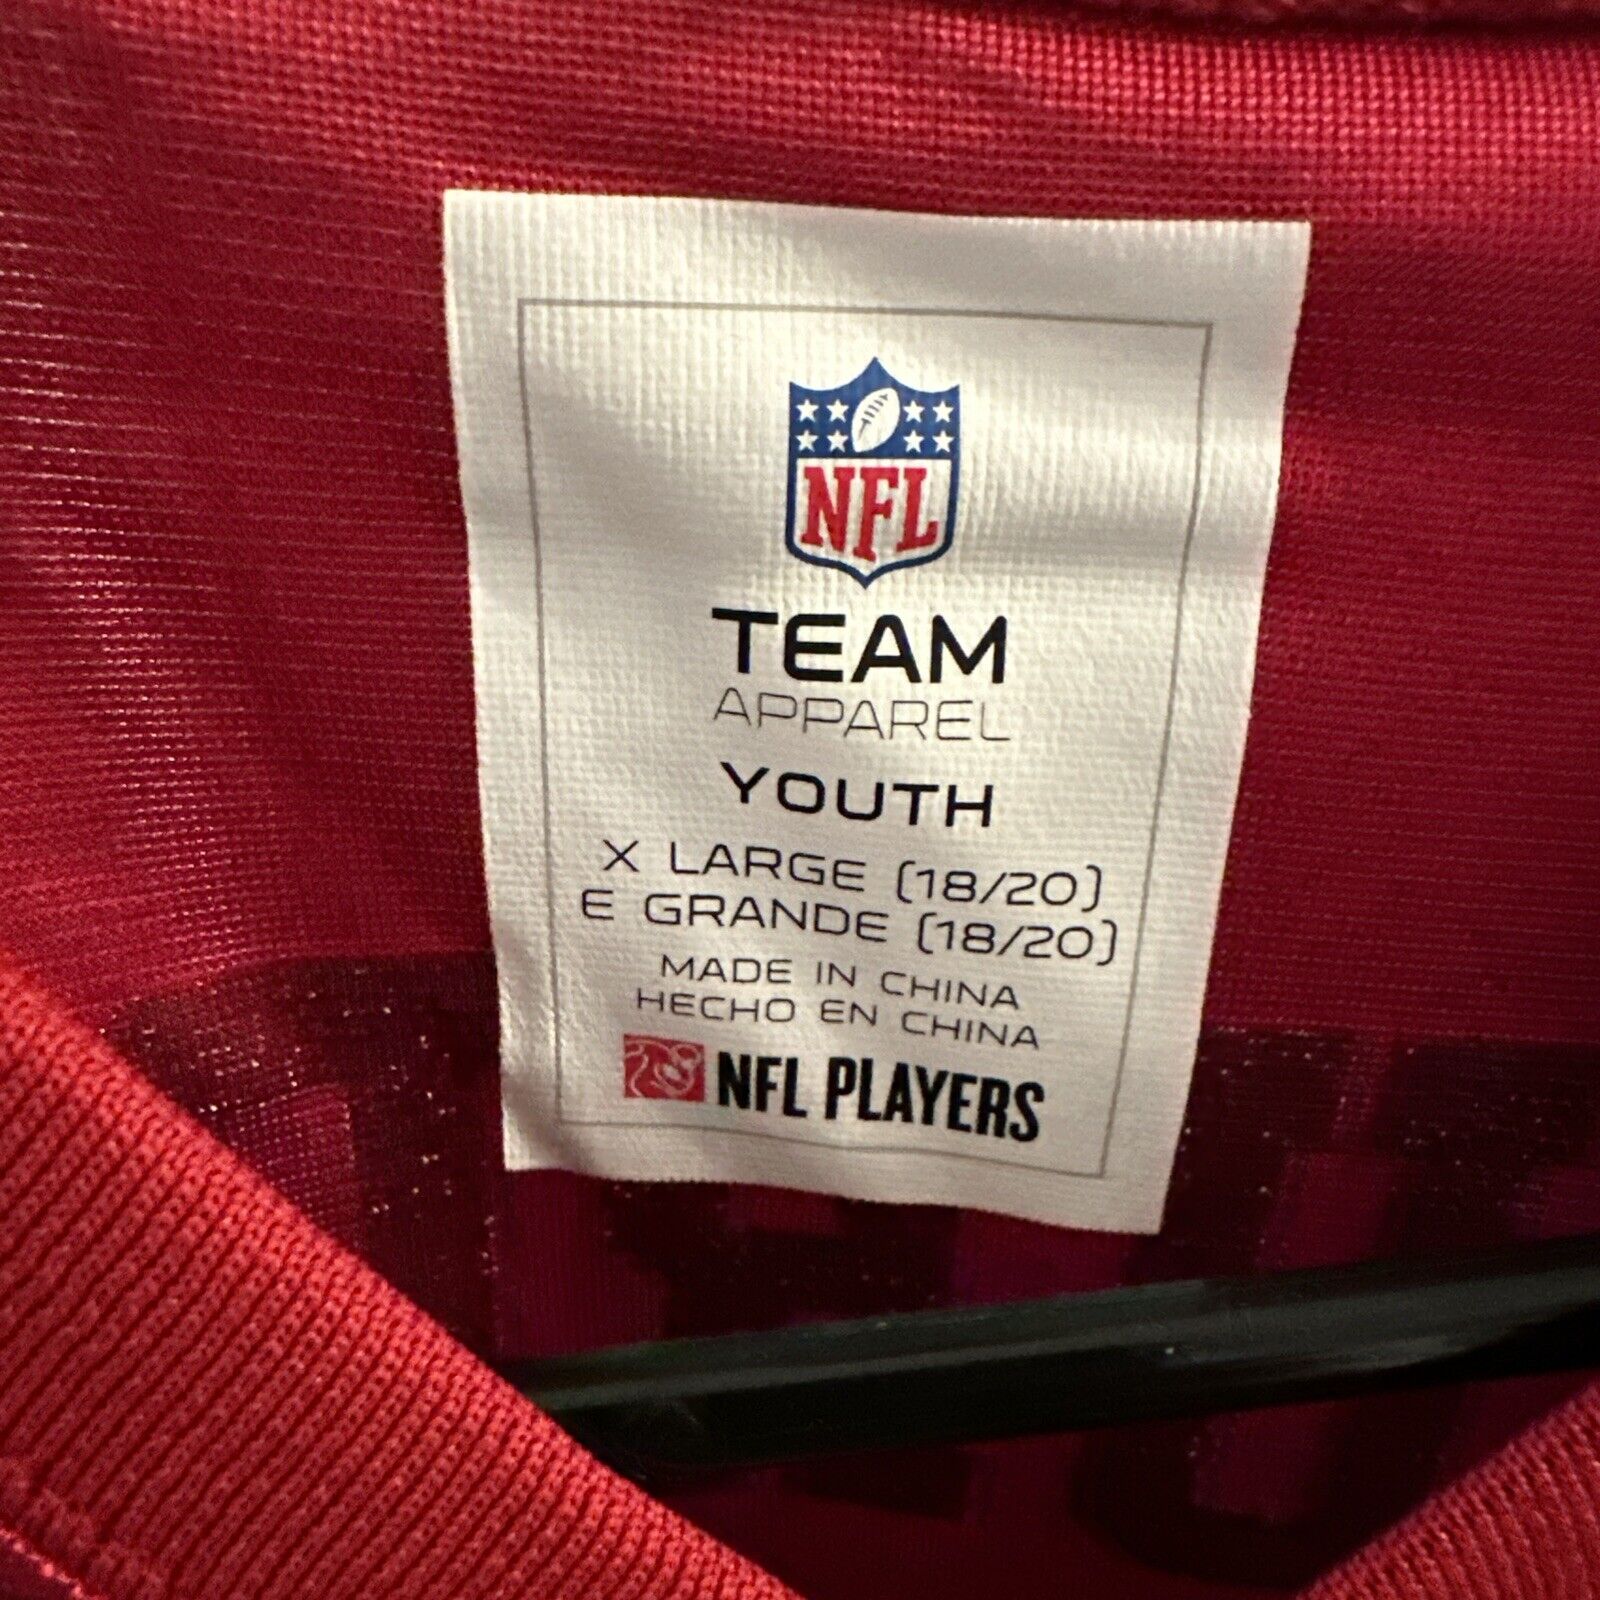 NFL
TEAM
APPAREL
YOUTH
X LARGE (18/20)
E GRANDE (18/20)
MADE IN CHINA
HECHO EN CHINA
NFL PLAYERS